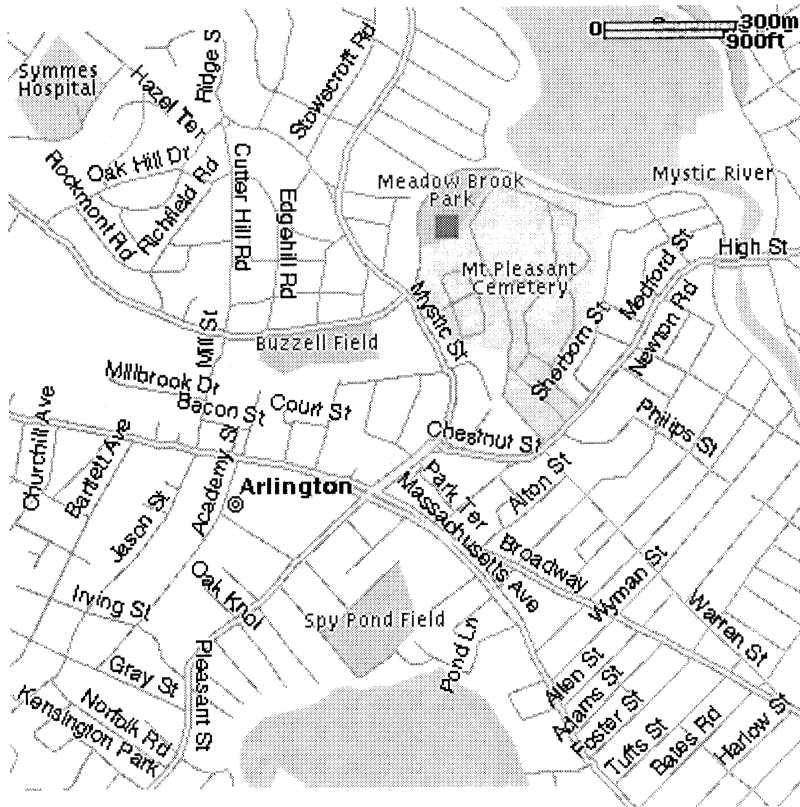 0 300m
900ft
Symmes
Hospital
Ridge S
Hazel Ter
Stowecroft Rd
Oak Hill Dr
Rockmont Rd
Richfield Rd
Cutter Hill Rd
Edgehill Rd
Meadow Brook
Park
Mystic River
High St
Mt Pleasant
Cemetery
Medford St
Newton Rd
Sherborn St
Mystic St
Mill St
Buzzell Field
Millbrook Dr
Bacon St
Court St
Chestnut St
Philips St
Churchill Ave
Bartlett Ave
Academy St
Jason St
Arlington
Park Ter
Alton St
Massachusetts Ave
Broadway
Wyman St
Warren St
Irving St
Oak Knol
Spy Pond Field
Pond Ln
Gray St
Pleasant St
Norfolk Rd
Kensington Park
Allen St
Adams St
Foster St
Tufts St
Bates Rd
Harlow St